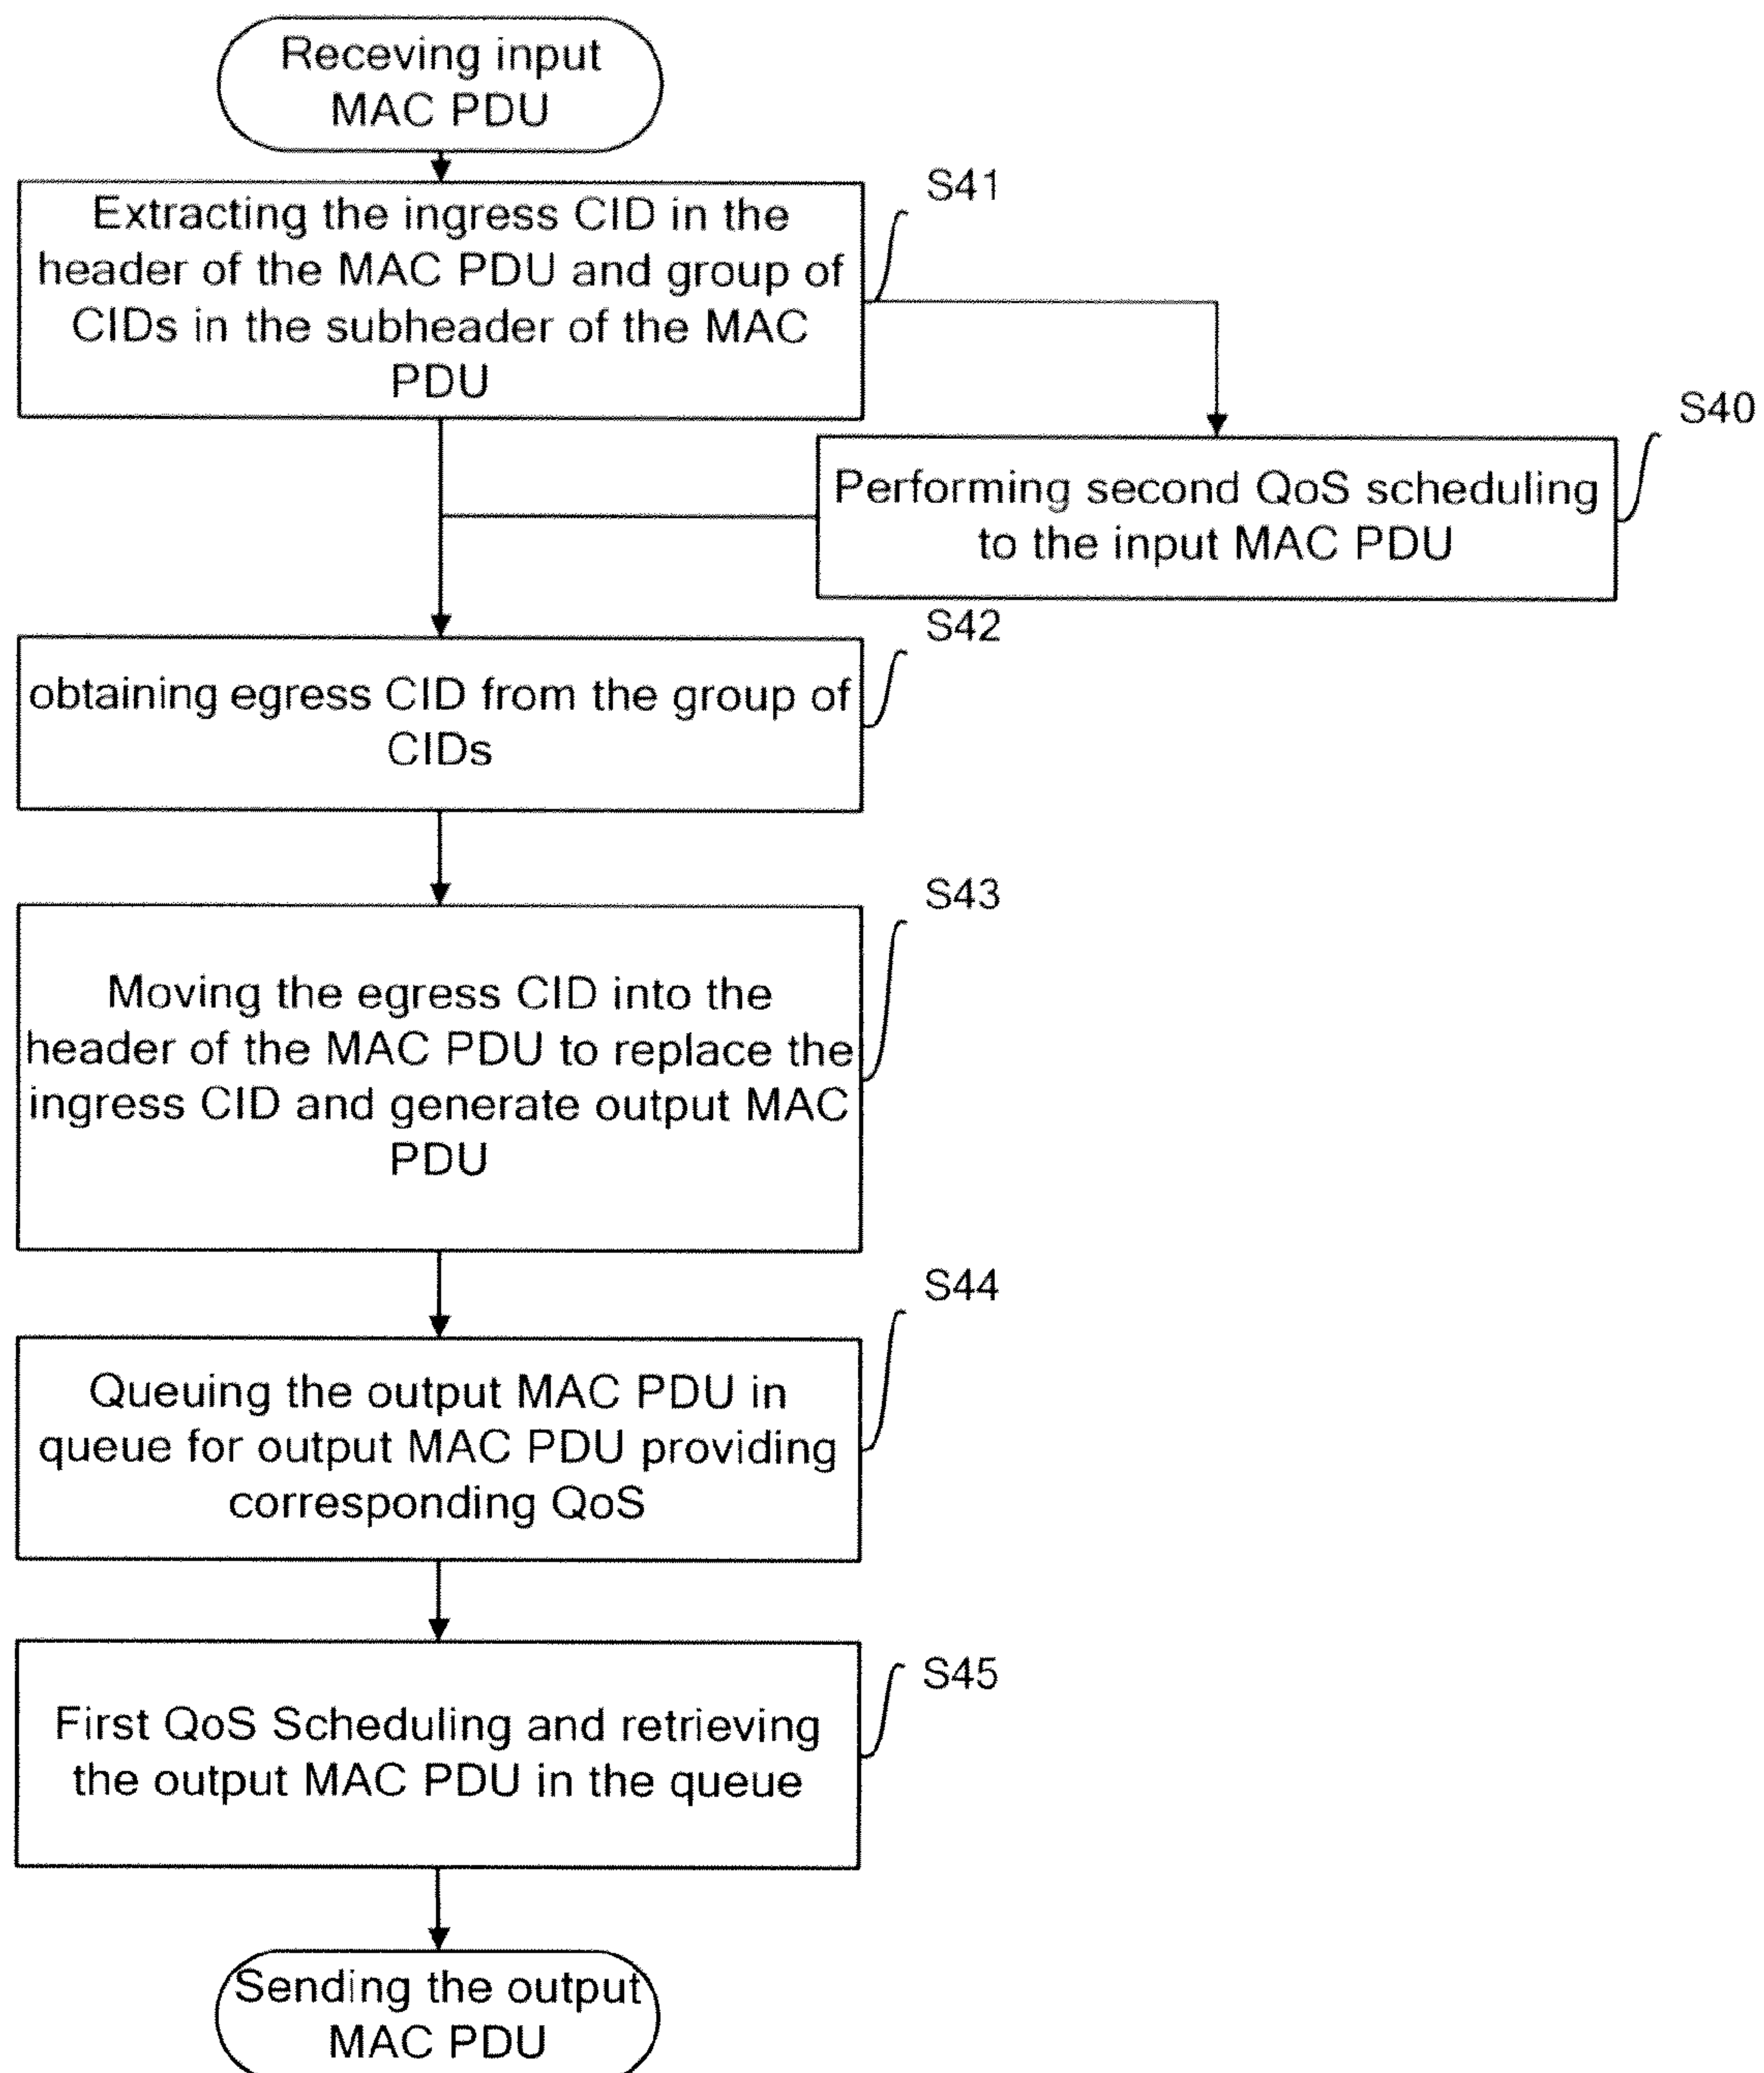 Receving input
MAC PDU
S41
Extracting the ingress CID in the
header of the MAC PDU and group of
CIDs in the subheader of the MAC
PDU
S40
Performing second QoS scheduling
to the input MAC PDU
S42
obtaining egress CID from the group of
CIDs
S43
Moving the egress CID into the
header of the MAC PDU to replace the
ingress CID and generate output MAC
PDU
S44
Queuing the output MAC PDU in
queue for output MAC PDU providing
corresponding QoS
S45
First QoS Scheduling and retrieving
the output MAC PDU in the queue
Sending the output
MAC PDU